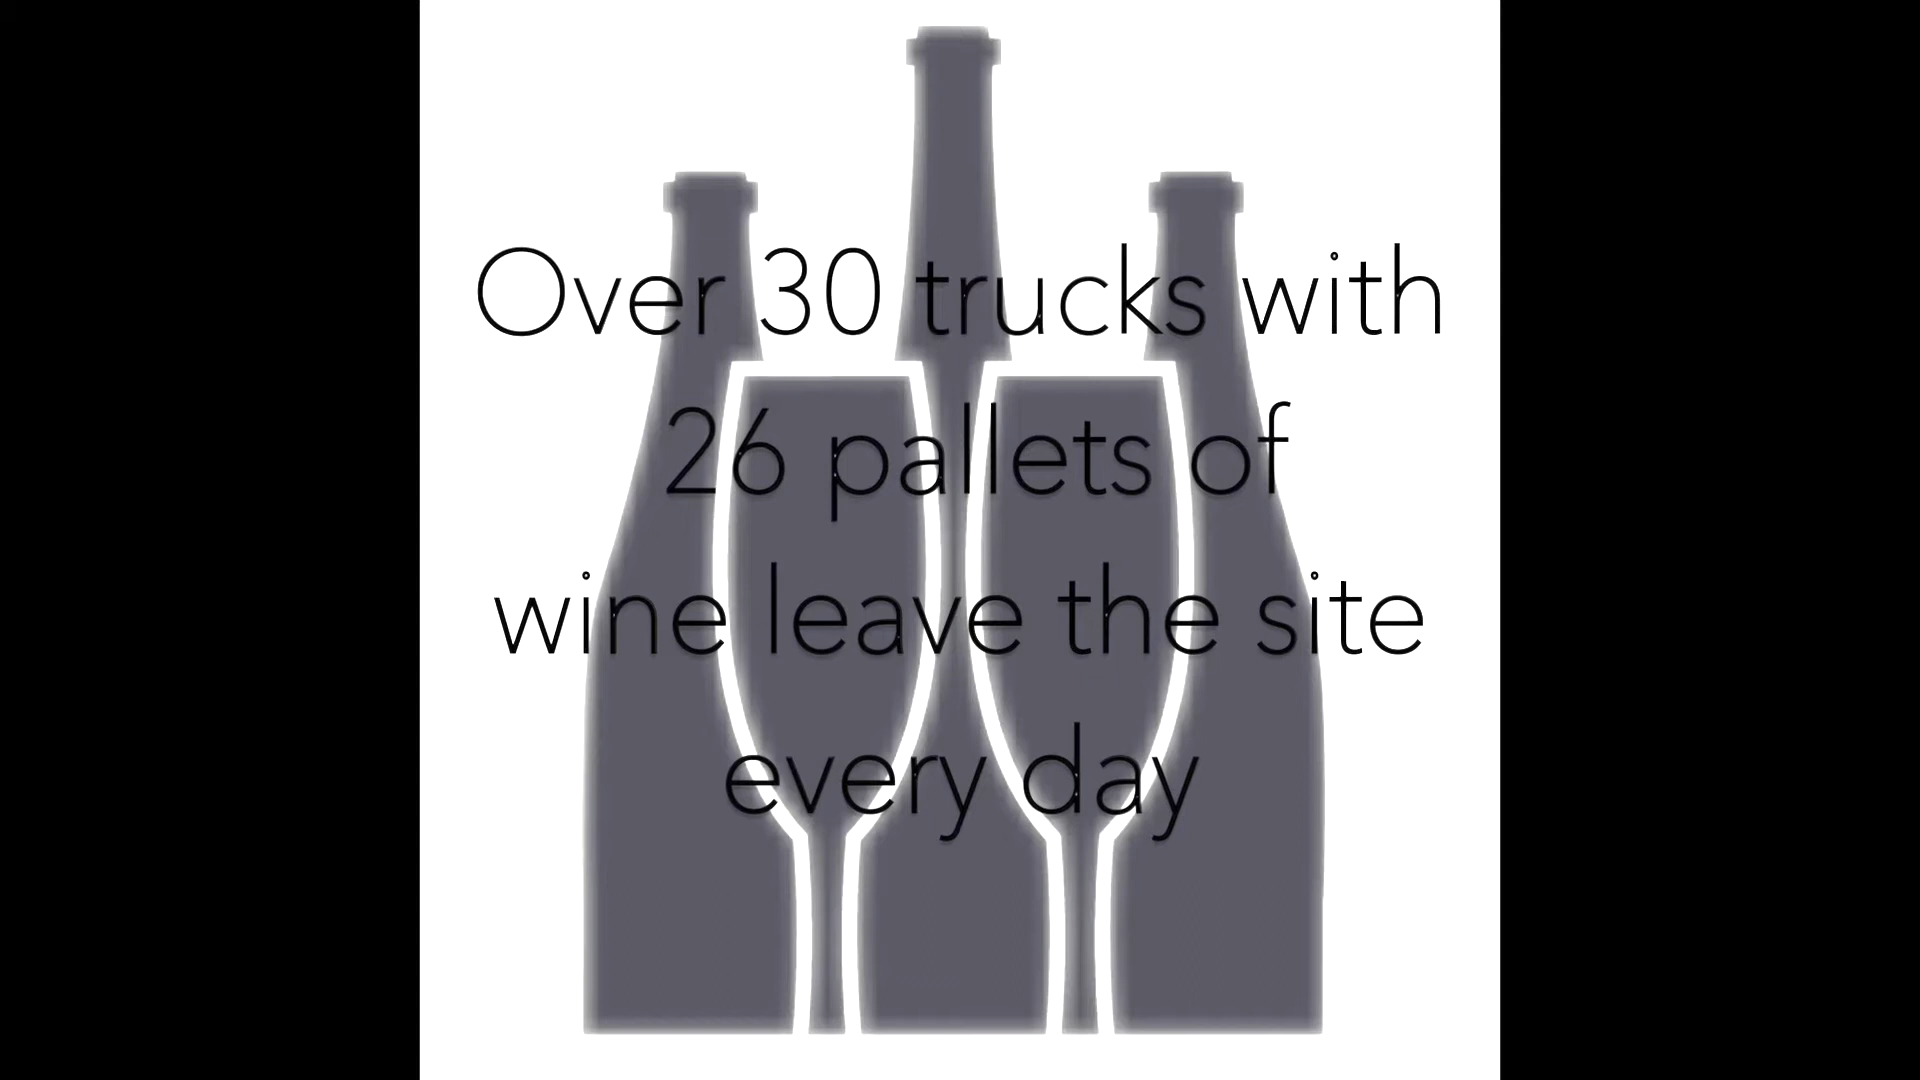 Over 30 trucks with
26 pallets of
wine leave the site
every day